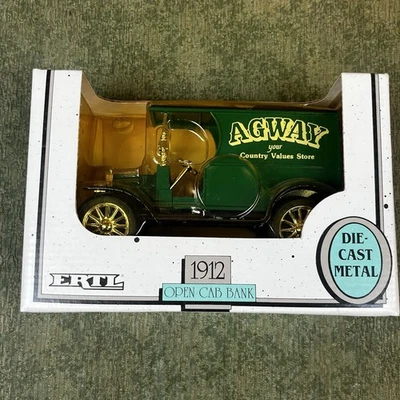 AGWAY
your
Country Values Store
DIE-
CAST
METAL
ERTL
1912
OPEN CAB BANK